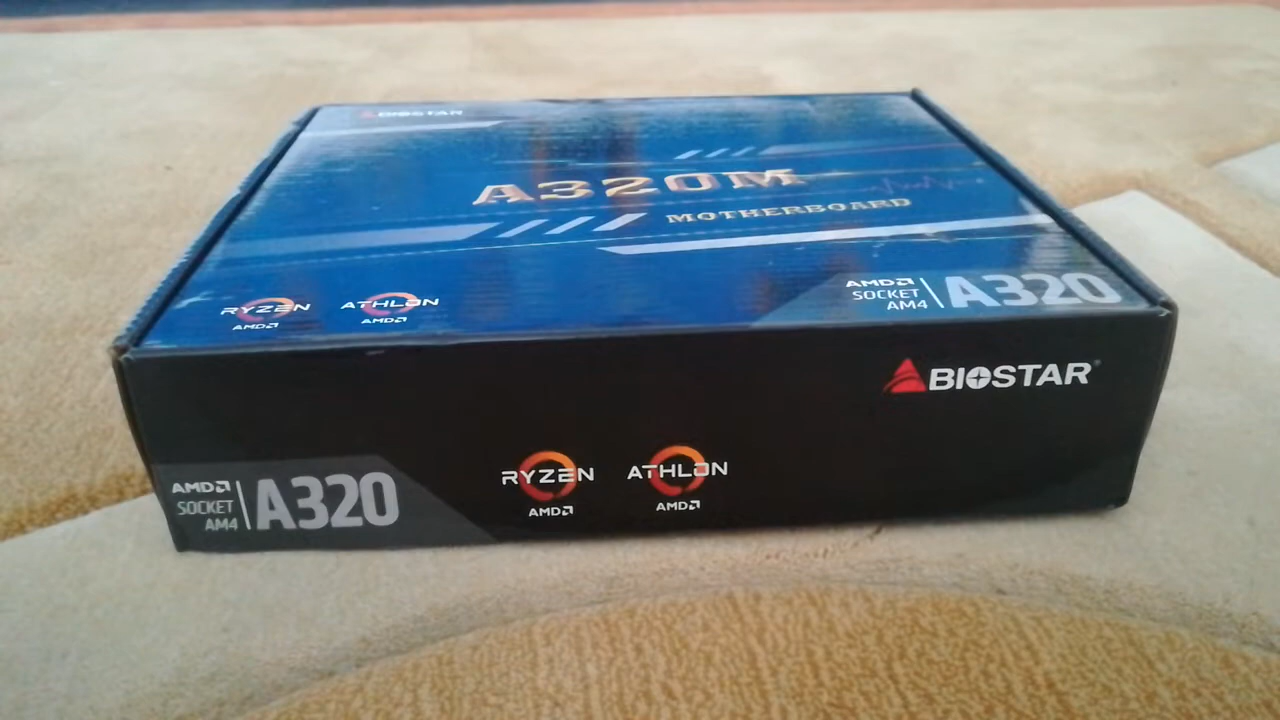 BIOSTAR
A320M
MOTHERBOARD
RYZEN
AMD
ATHLON
AMD
AMD
SOCKET
AM4
A320
BIOSTAR®
AMD
SOCKET
AM4
A320
RYZEN
AMD
ATHLON
AMD